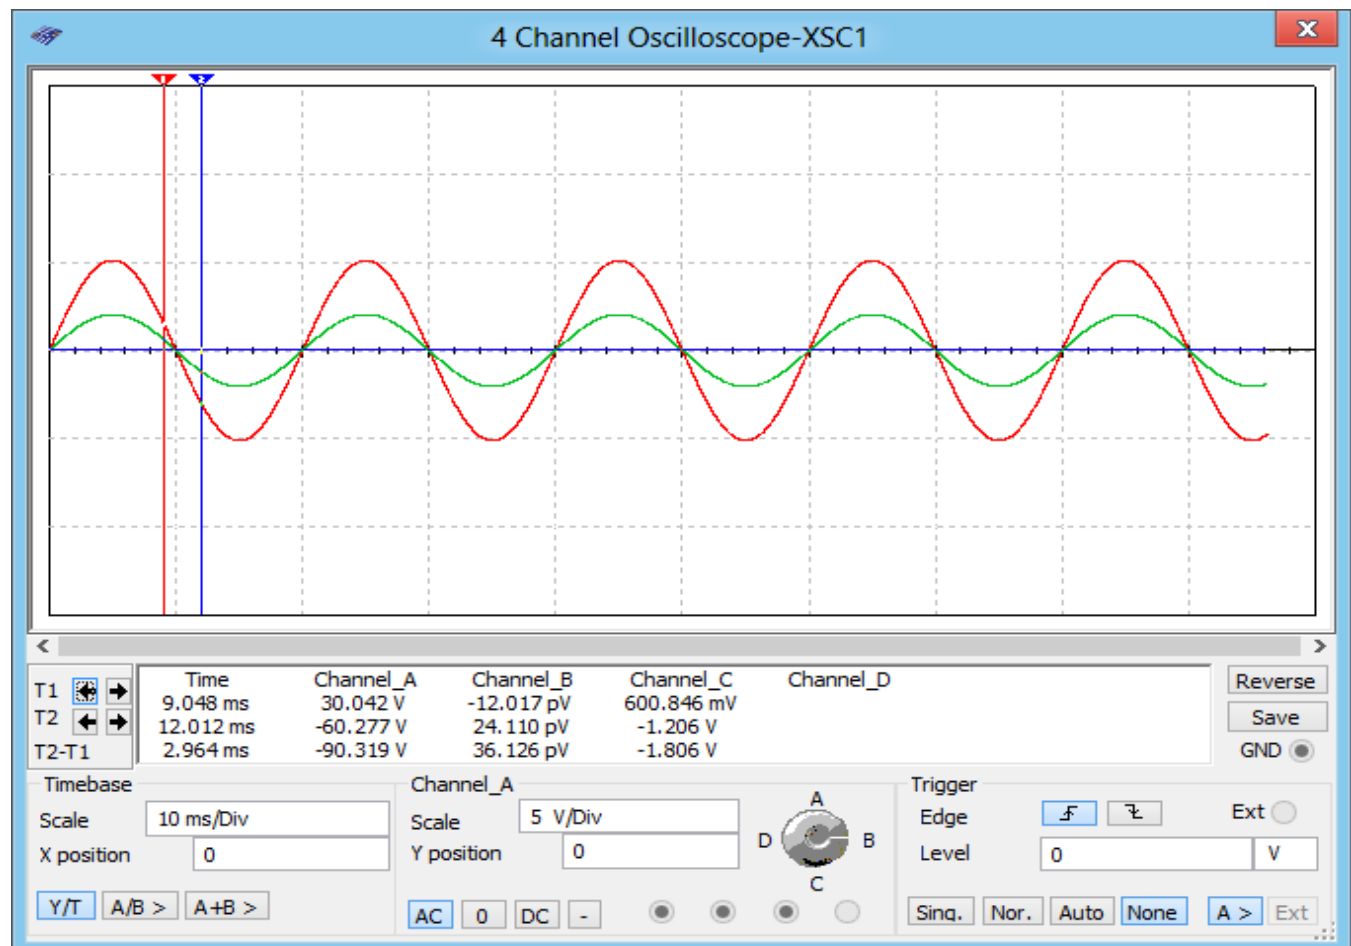 4 Channel Oscilloscope-XSC1
1 2
Time Channel_A Channel_B Channel_C Channel_D
T1 9.048 ms 30.042 V -12.017 pV 600.846 mV
T2 12.012 ms -60.277 V 24.110 pV -1.206 V
T2-T1 2.964 ms -90.319 V 36.126 pV -1.806 V
Reverse
Save
GND
Timebase
Scale 10 ms/Div
X position 0
Y/T A/B > A+B >
Channel_A
Scale 5 V/Div
Y position 0
AC 0 DC -
A
D B
C
Trigger
Edge Ext
Level 0 V
Sing. Nor. Auto None A > Ext